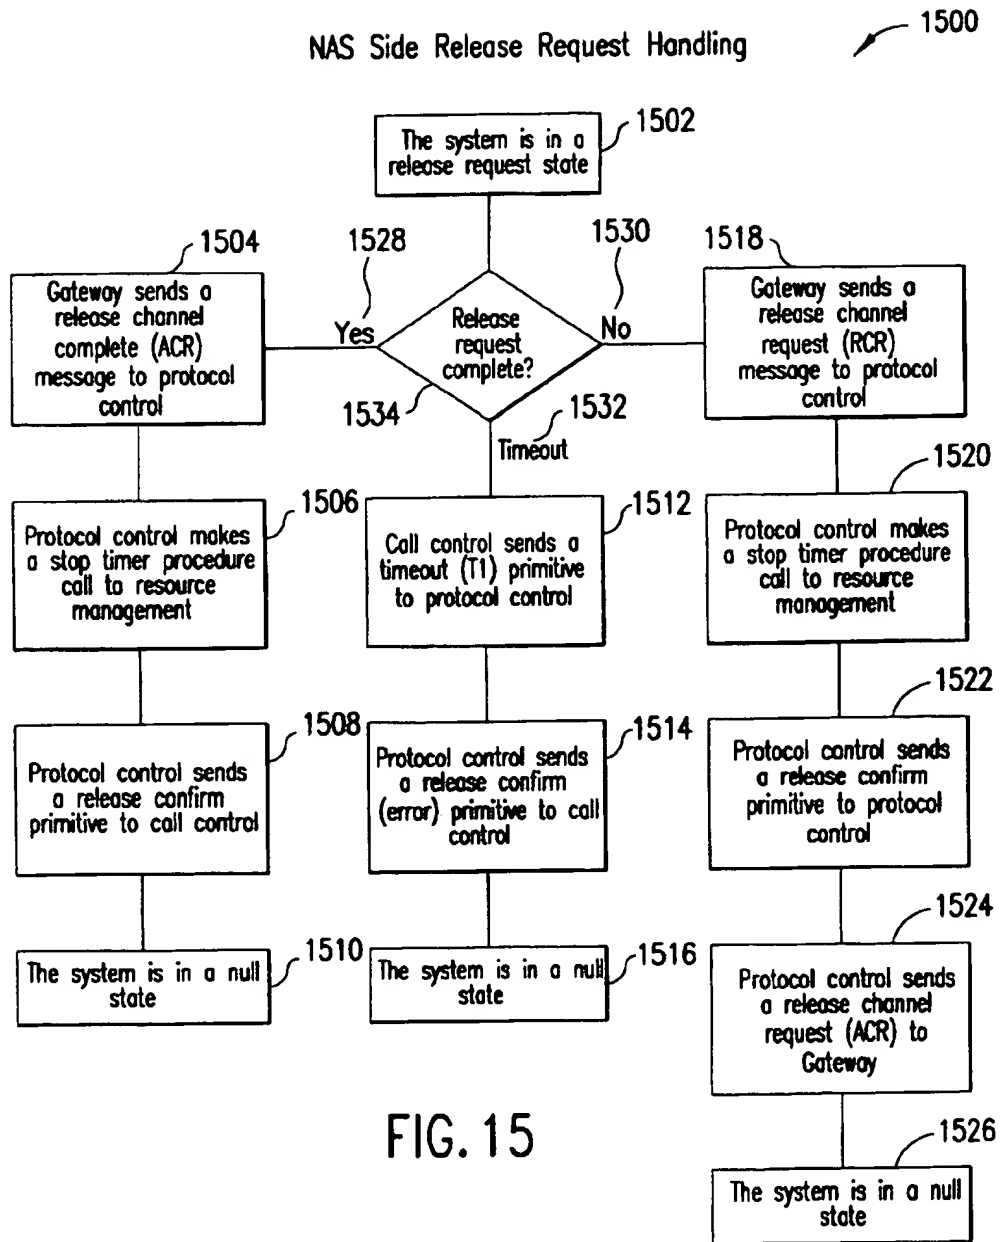 NAS Side Release Request Handling
1500
1502
The system is in a
release request state
1504
Gateway sends a
release channel
complete (ACR)
message to protocol
control
1528
Yes
Release
request
complete?
1534
1530
No
1532
Timeout
1518
Gateway sends a
release channel
request (RCR)
message to protocol
control
1506
Protocol control makes
a stop timer procedure
call to resource
management
1512
Call control sends a
timeout (T1) primitive
to protocol control
1520
Protocol control makes
a stop timer procedure
call to resource
management
1508
Protocol control sends
a release confirm
primitive to call control
1514
Protocol control sends
a release confirm
(error) primitive to call
control
1522
Protocol control sends
a release confirm
primitive to protocol
control
1510
The system is in a null
state
1516
The system is in a null
state
1524
Protocol control sends
a release channel
request (ACR) to
Gateway
1526
The system is in a null
state
FIG. 15